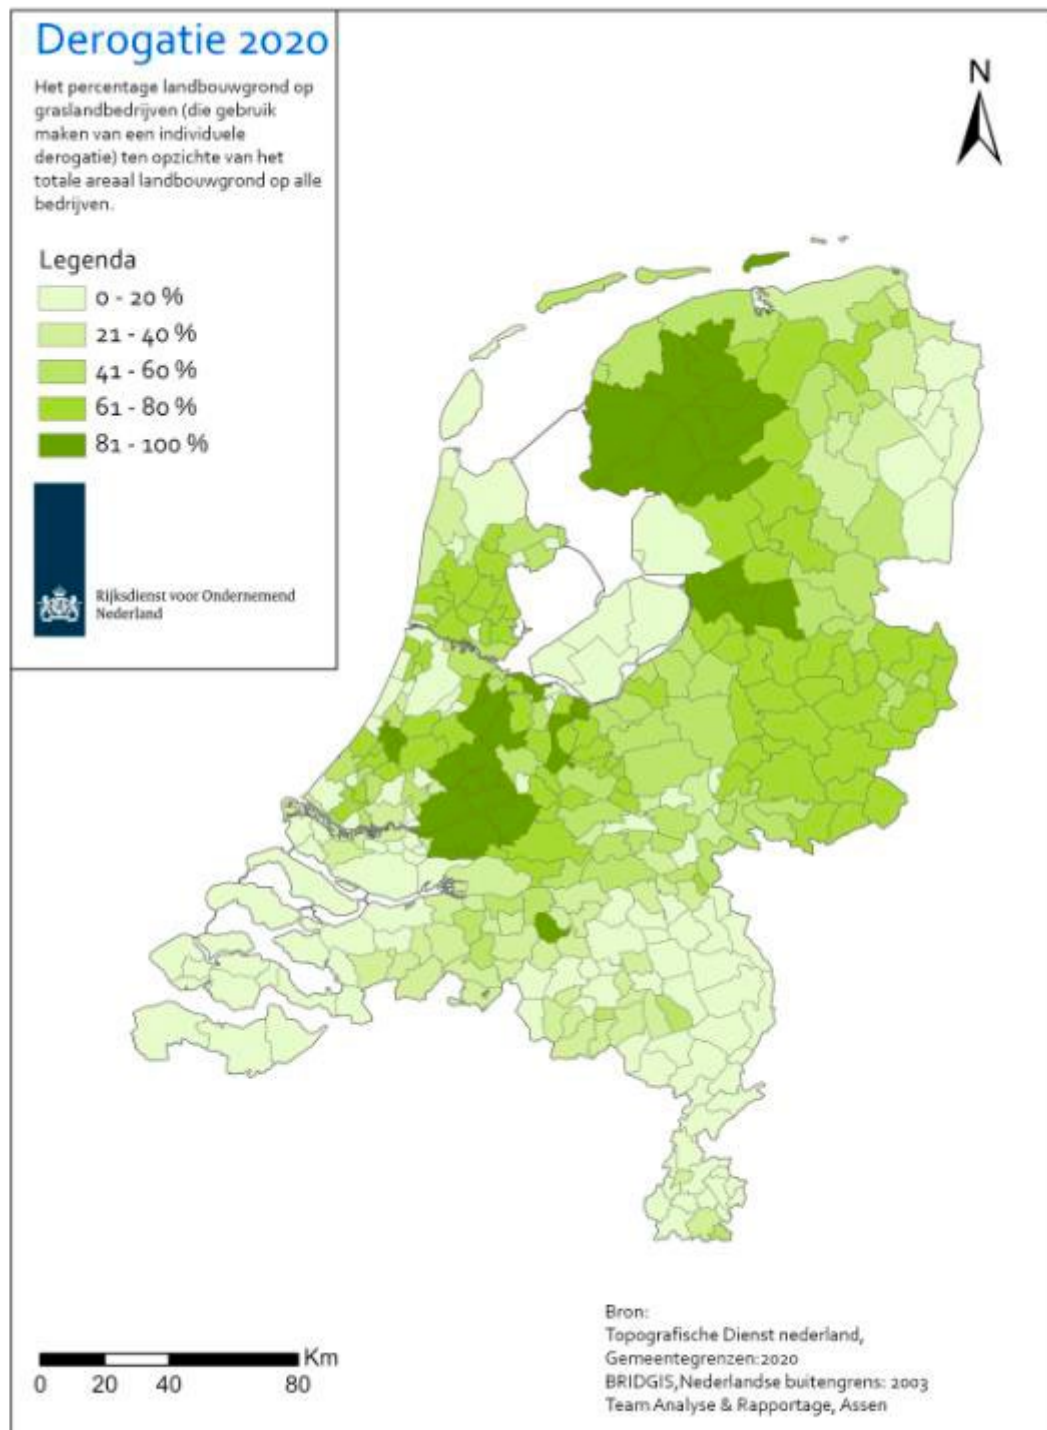 Derogatie 2020
Het percentage landbouwgrond op
graslandbedrijven (die gebruik
maken van een individuele
derogatie) ten opzichte van het
totale areaal landbouwgrond op alle
bedrijven.
Legenda
0 - 20 %
21 - 40 %
41 - 60 %
61 - 80 %
81 - 100 %
Rijksdienst voor Ondernemend
Nederland
N
Km
0 20 40 80
Bron:
Topografische Dienst nederland,
Gemeentegrenzen:2020
BRIDGIS,Nederlandse buitengrens: 2003
Team Analyse & Rapportage, Assen